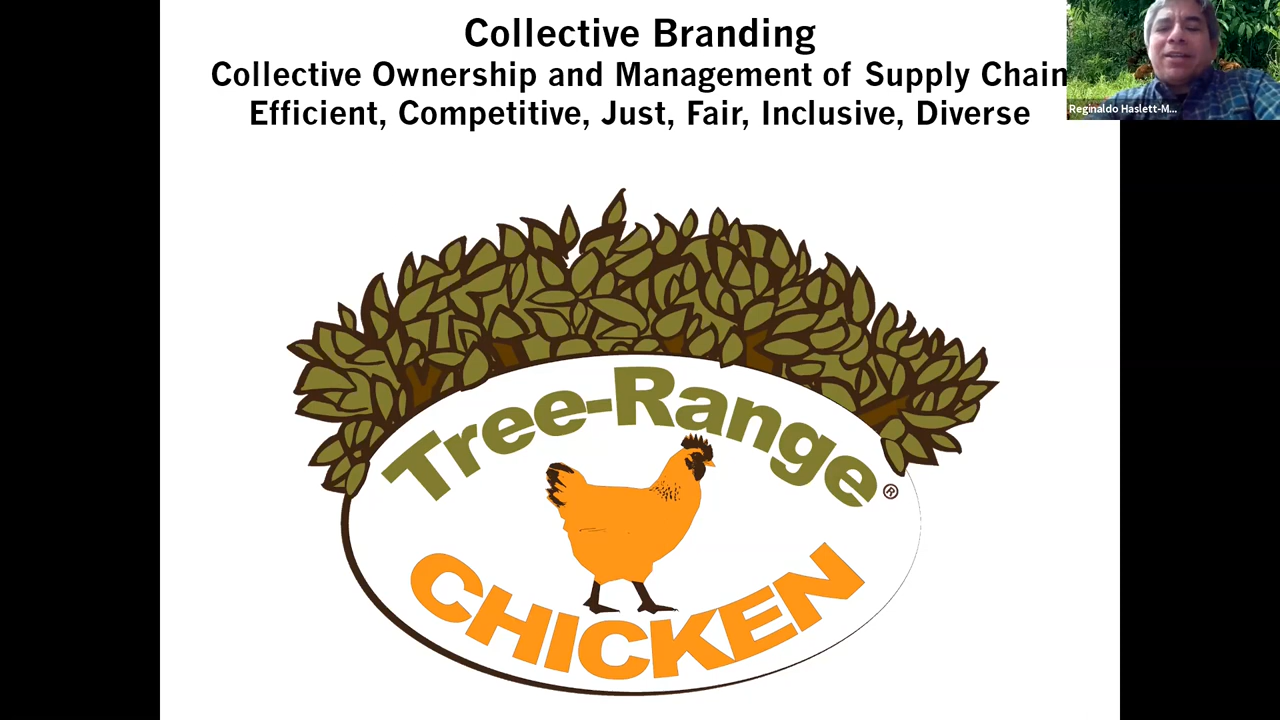 Collective Branding
Collective Ownership and Management of Supply Chain
Efficient, Competitive, Just, Fair, Inclusive, Diverse
Reginaldo Haslett-M...
Tree-Range®
CHICKEN